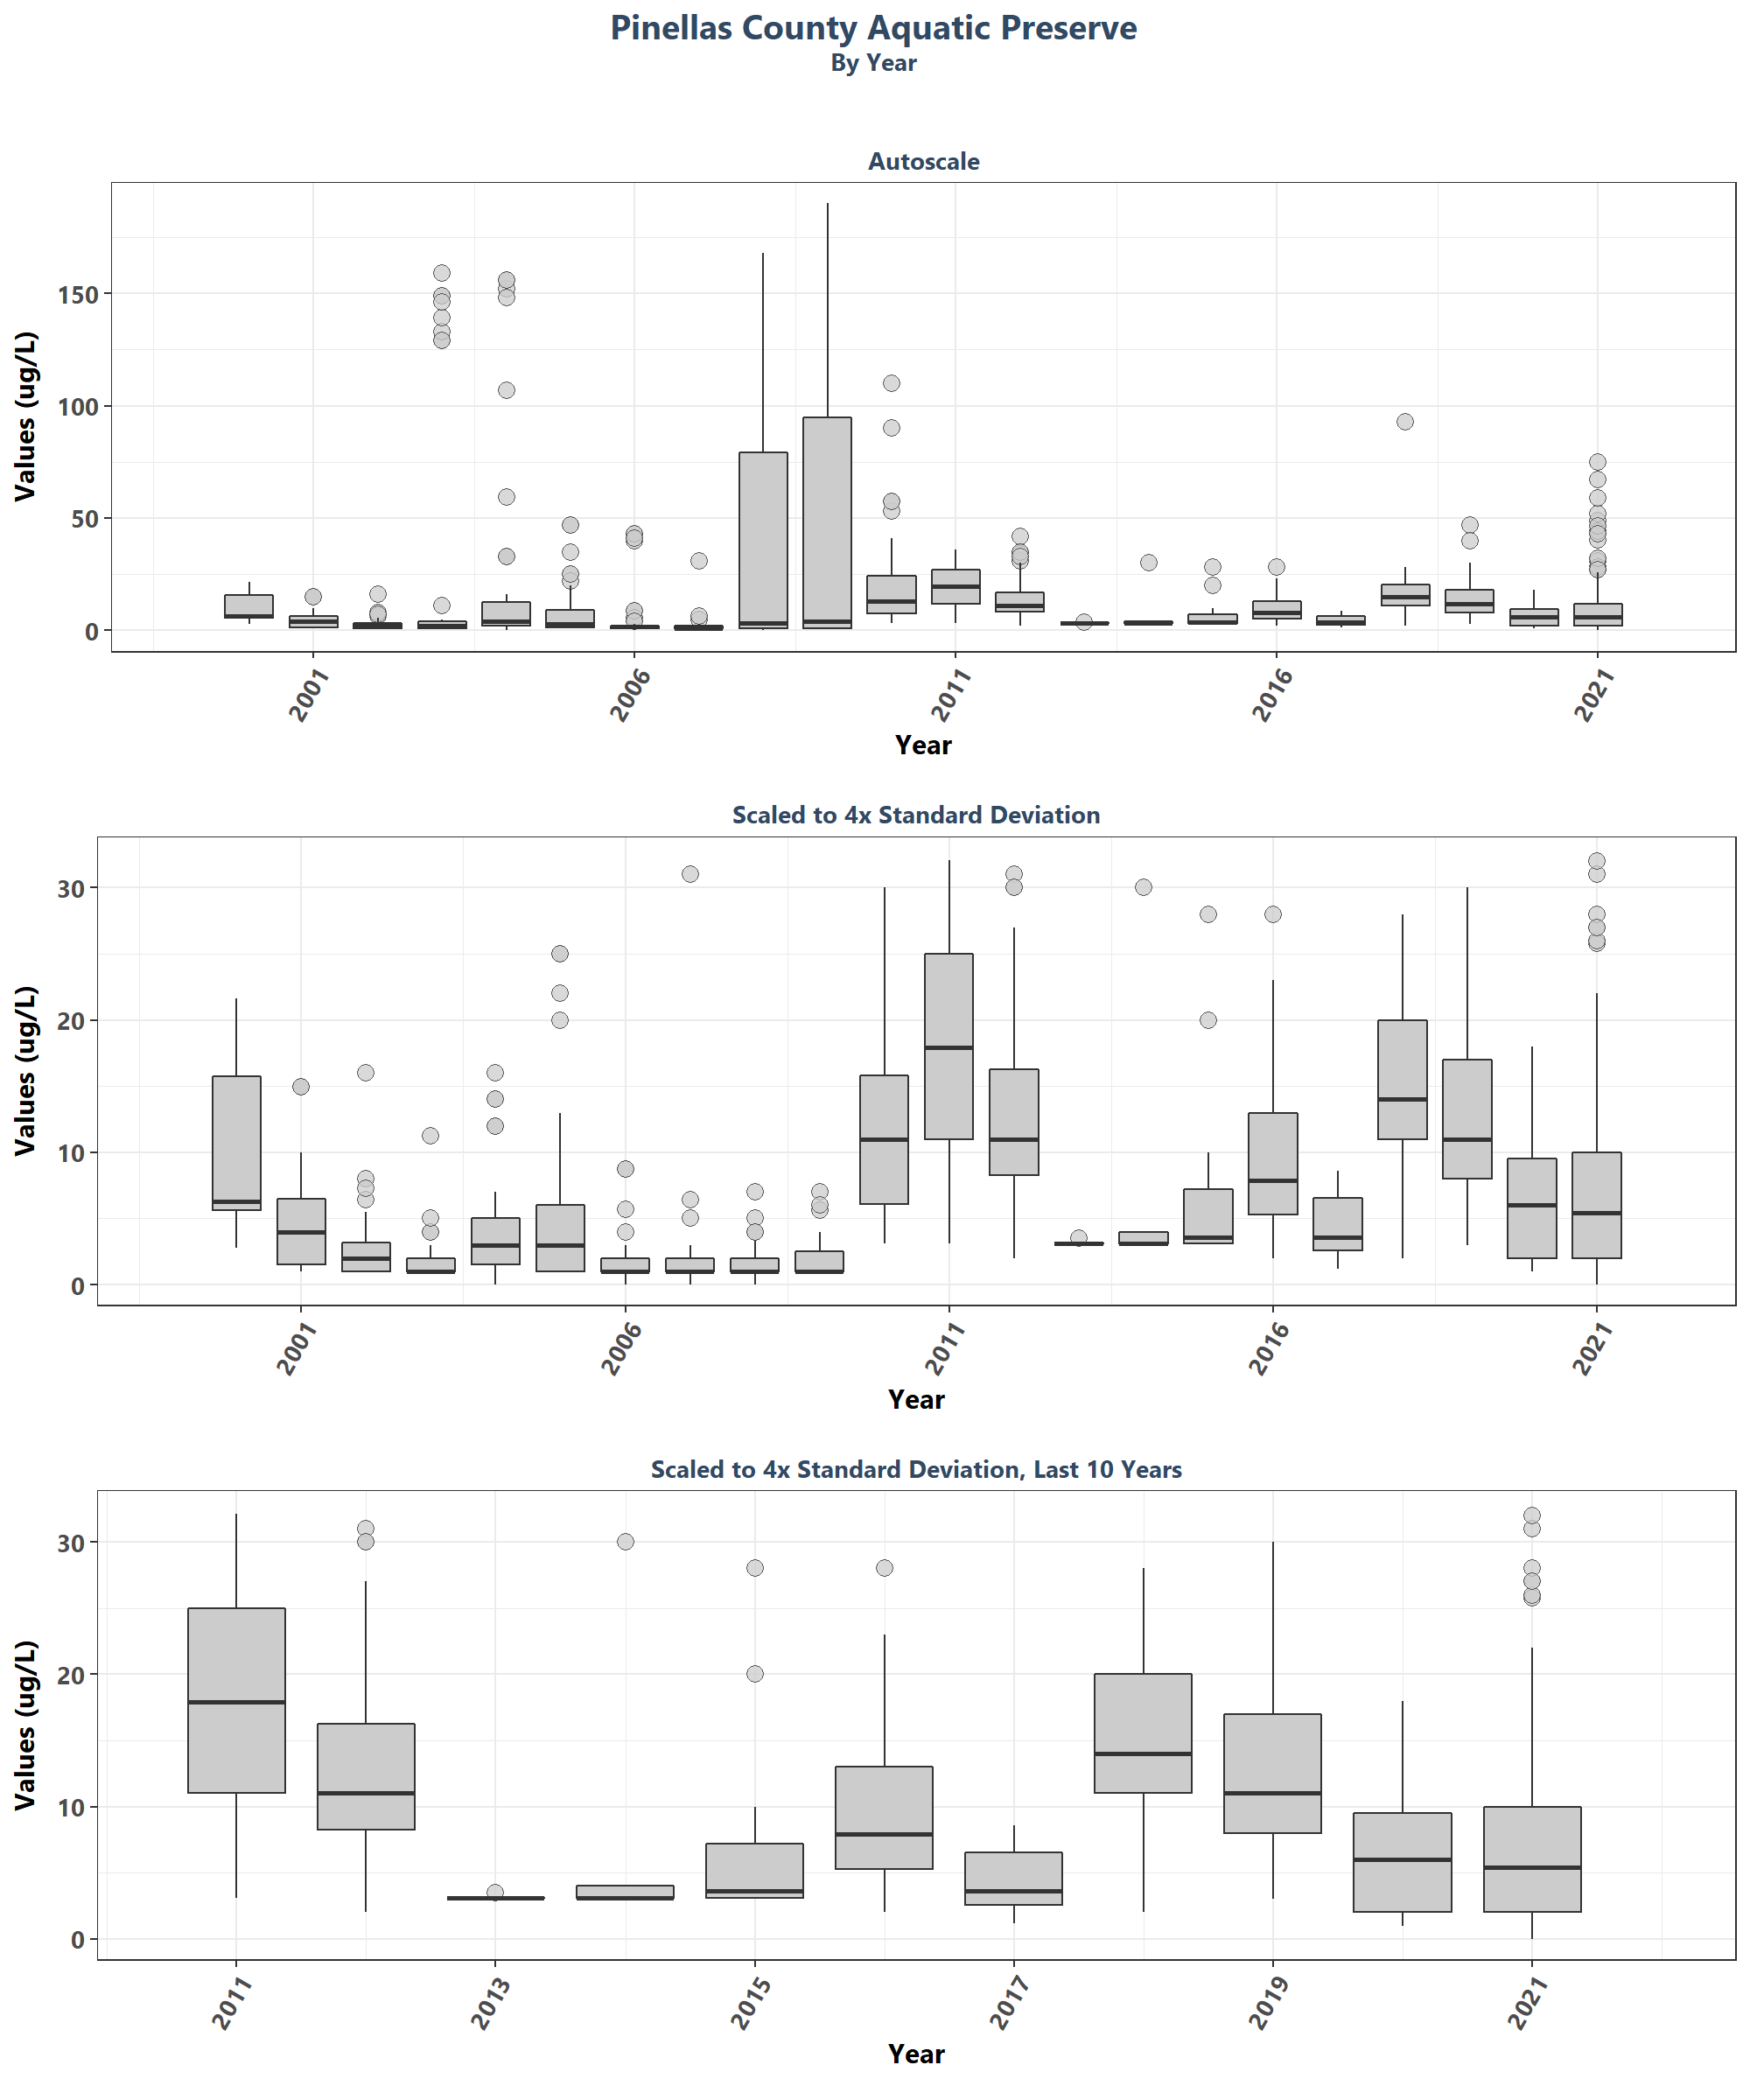 Pinellas County Aquatic Preserve
By Year
Autoscale
Values (ug/L)
150
100
50
0
2001
2006
2011
2016
2021
Year
Scaled to 4x Standard Deviation
Values (ug/L)
30
20
10
0
2001
2006
2011
2016
2021
Year
Scaled to 4x Standard Deviation, Last 10 Years
Values (ug/L)
30
20
10
0
2011
2013
2015
2017
2019
2021
Year